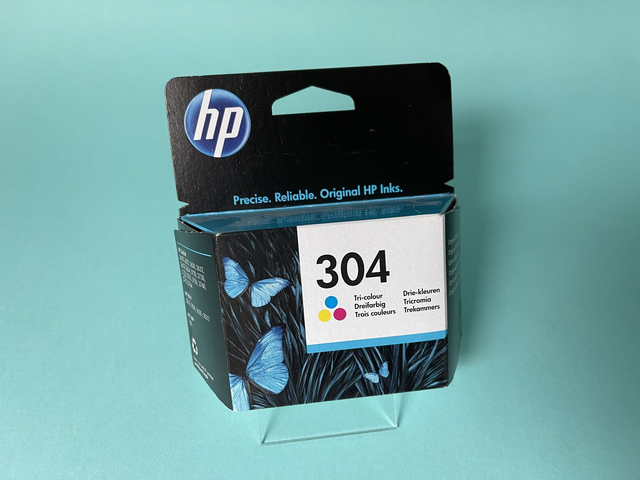 hp
Precise. Reliable. Original HP Inks.
304
Tri-colour
Dreifarbig
Trois couleurs
Drie-kleuren
Tricromia
Trekammers